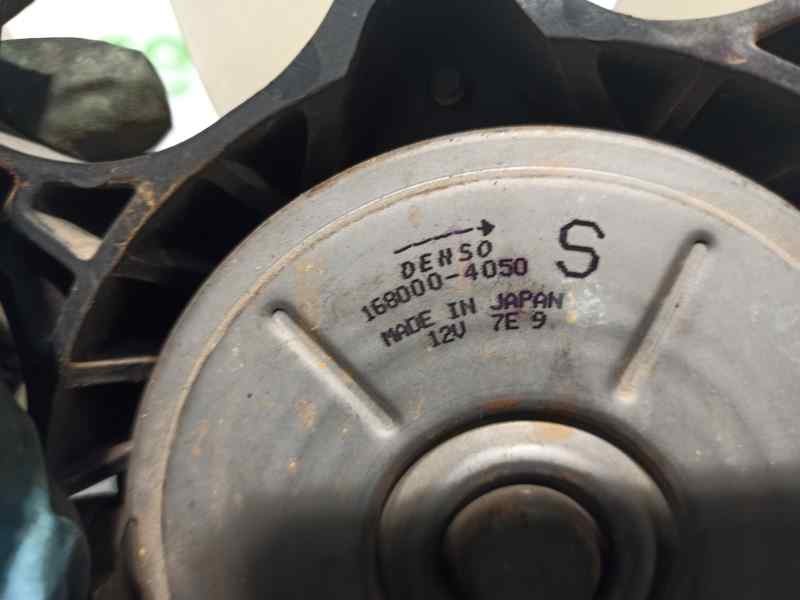 DENSO
S
168000-4050
MADE IN JAPAN
12V 7E 9